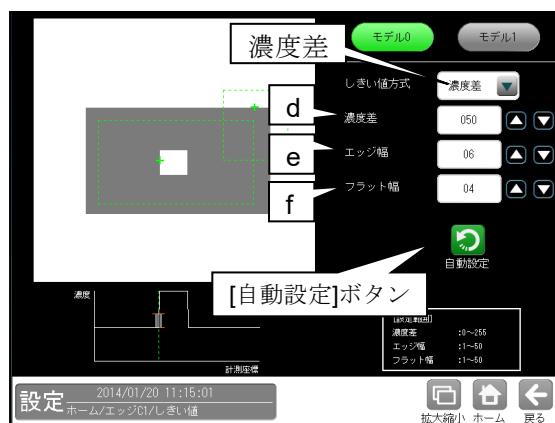 モデル0
モデル1
濃度差
しきい値方式
濃度差
d
濃度差
050
e
エッジ幅
06
f
フラット幅
04
自動設定
[自動設定]ボタン
濃度
計測座標
[設定範囲]
濃度差 :0~255
エッジ幅 :1~50
フラット幅 :1~50
設定
2014/01/20 11:15:01
ホーム/エッジC1/しきい値
拡大縮小
ホーム
戻る